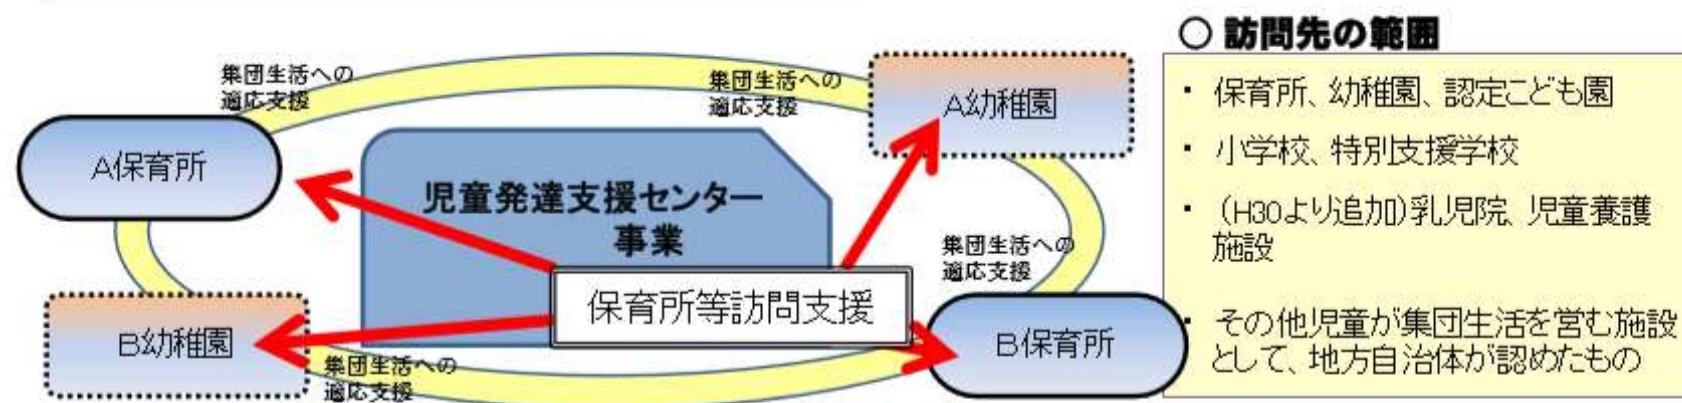 集団生活への
適応支援
集団生活への
適応支援
A幼稚園
A保育所
児童発達支援センター
事業
集団生活への
適応支援
保育所等訪問支援
B幼稚園
B保育所
集団生活への
適応支援
○ 訪問先の範囲
・ 保育所、幼稚園、認定こども園
・ 小学校、特別支援学校
・ (H30より追加)乳児院、児童養護
施設
・ その他児童が集団生活を営む施設
として、地方自治体が認めたもの